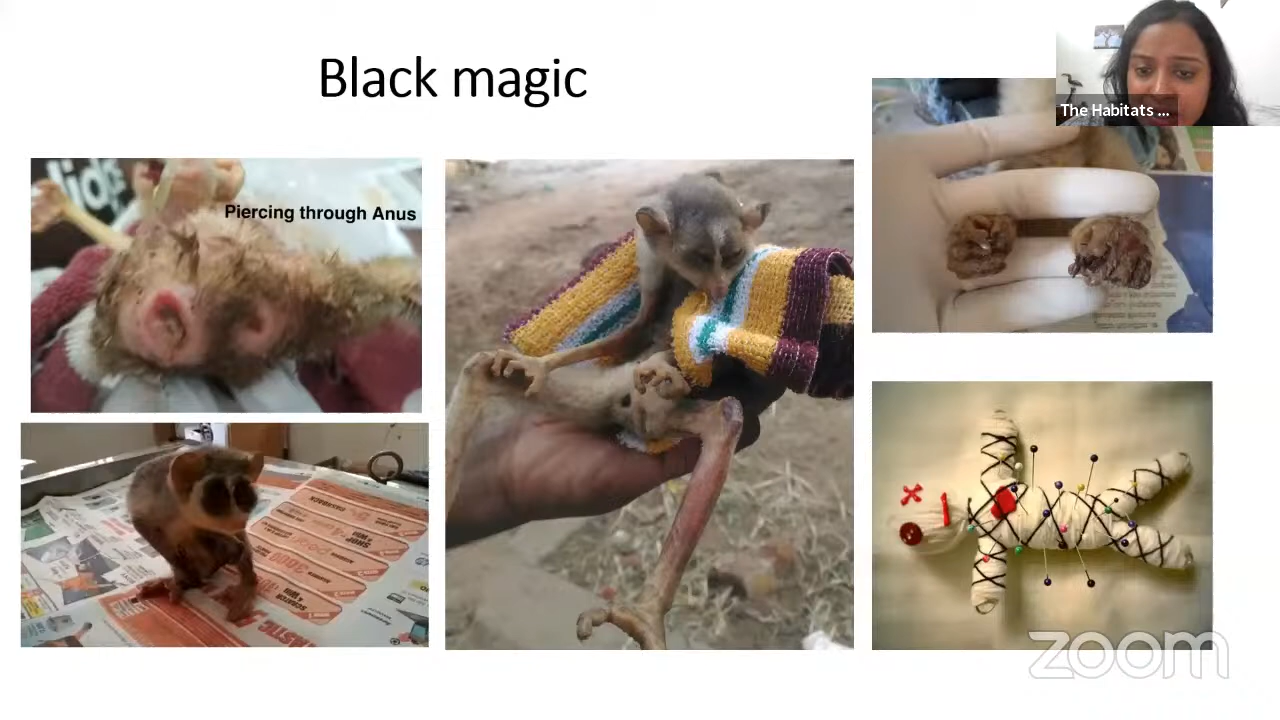 Black magic
The Habitats ...
Piercing through Anus
zoom